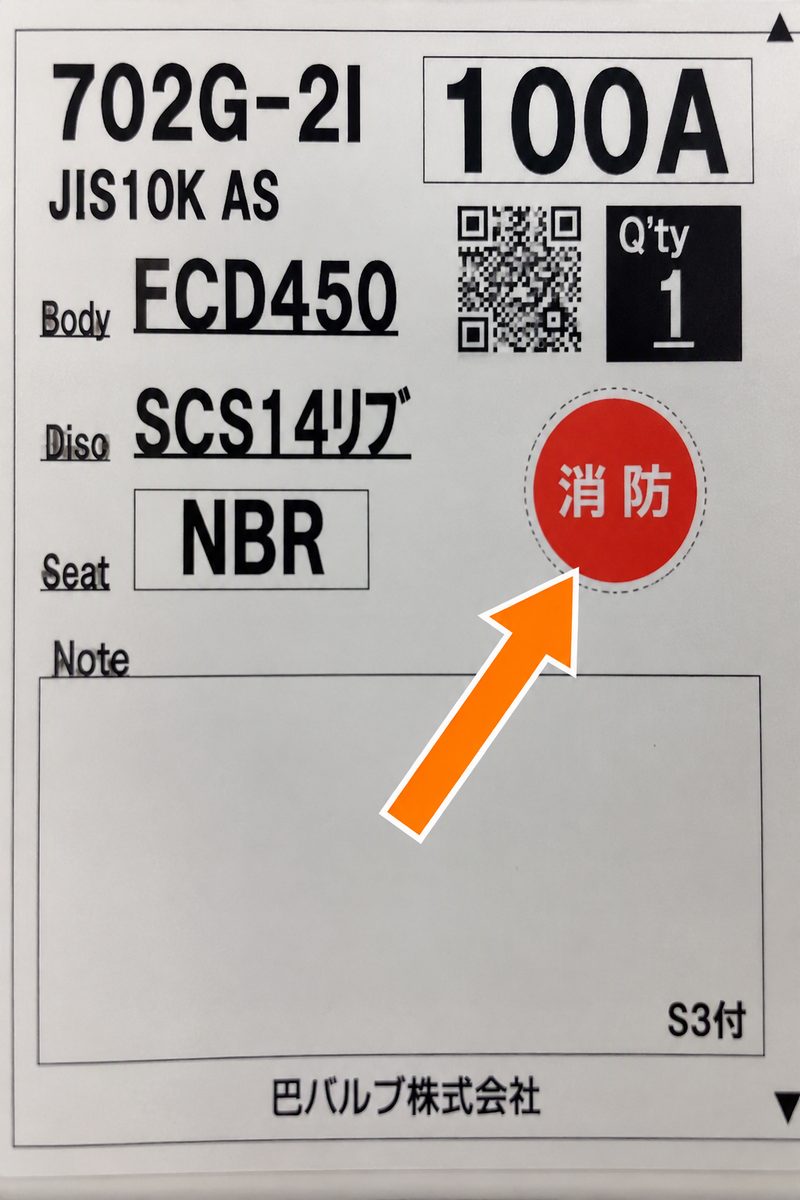 702G-2I
100A
JIS10K AS
Q'ty
1
Body FCD450
Disc SCS14リブ
消防
Seat NBR
Note
S3付
巴バルブ株式会社